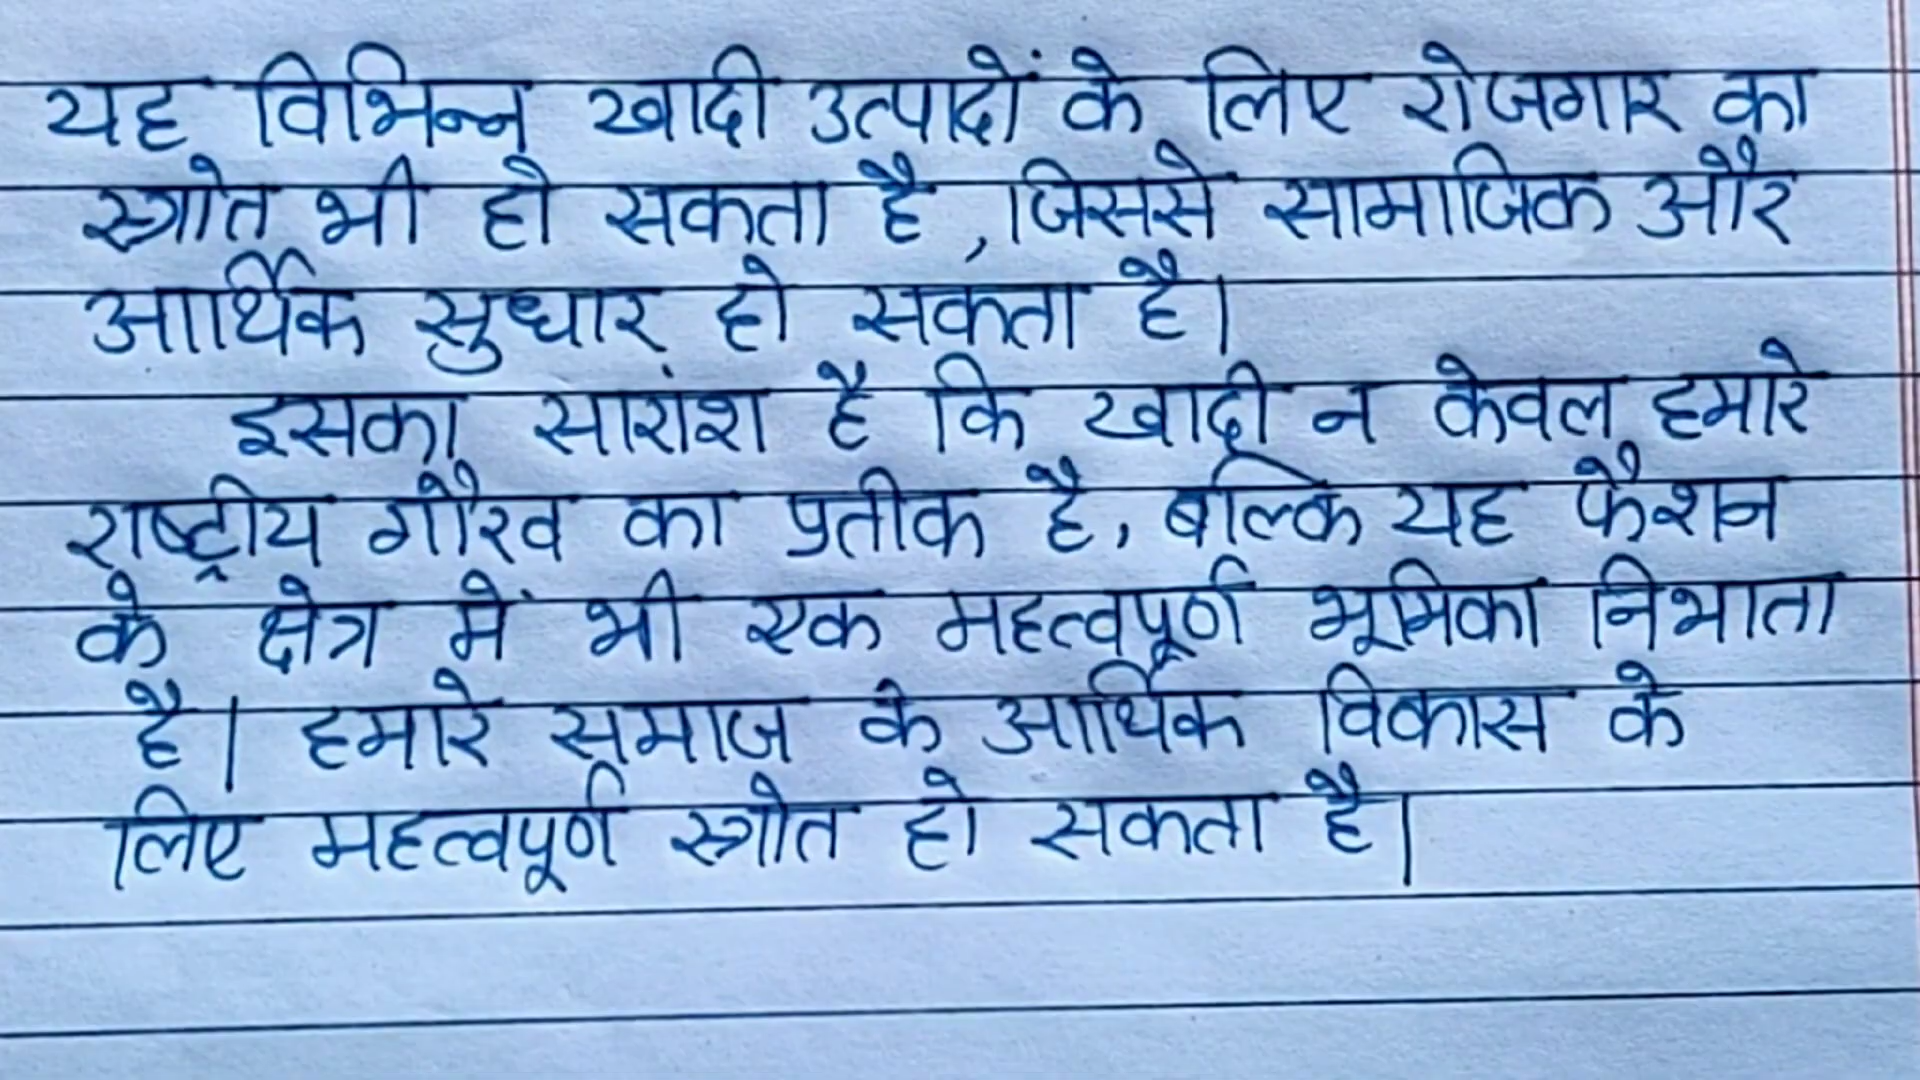 यह विभिन्न खादी उत्पादों के लिए रोजगार का
स्त्रोत भी हो सकता है, जिससे सामाजिक और
आर्थिक सुधार हो सकता है।
इसका सारांश है कि खादी न केवल हमारे
राष्ट्रीय गौरव का प्रतीक है, बल्कि यह फैशन
के क्षेत्र में भी एक महत्वपूर्ण भूमिका निभाता
है। हमारे समाज के आर्थिक विकास के
लिए महत्वपूर्ण स्त्रोत हो सकता है।